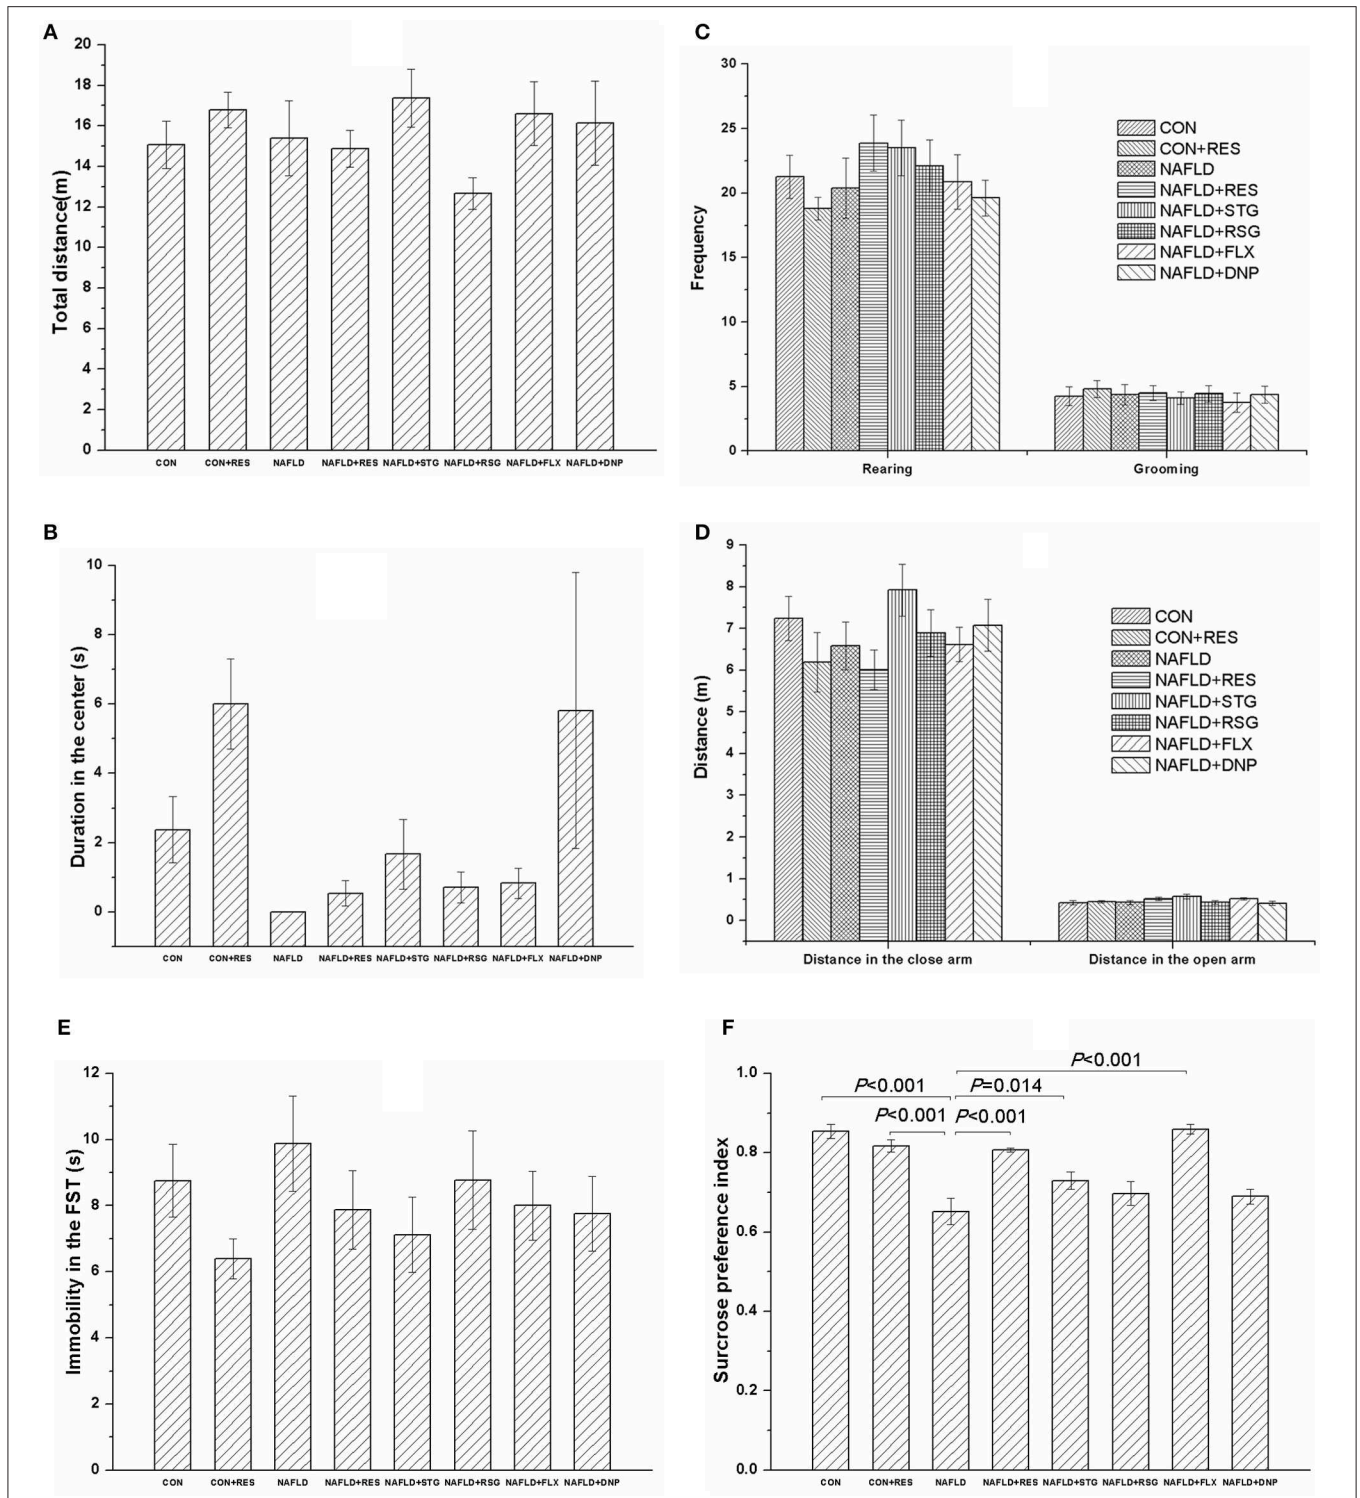 A
20
18
16
14
12
10
8
6
4
2
0
Total distance(m)
CON CON+RES NAFLD NAFLD+RES NAFLD+STG NAFLD+RSG NAFLD+FLX NAFLD+DNP
C
30
25
20
15
10
5
0
Frequency
CON
CON+RES
NAFLD
NAFLD+RES
NAFLD+STG
NAFLD+RSG
NAFLD+FLX
NAFLD+DNP
Rearing Grooming
B
10
8
6
4
2
0
Duration in the center (s)
CON CON+RES NAFLD NAFLD+RES NAFLD+STG NAFLD+RSG NAFLD+FLX NAFLD+DNP
D
9
8
7
6
5
4
3
2
1
0
Distance (m)
CON
CON+RES
NAFLD
NAFLD+RES
NAFLD+STG
NAFLD+RSG
NAFLD+FLX
NAFLD+DNP
Distance in the close arm Distance in the open arm
E
12
10
8
6
4
2
0
Immobility in the FST (s)
CON CON+RES NAFLD NAFLD+RES NAFLD+STG NAFLD+RSG NAFLD+FLX NAFLD+DNP
F
P<0.001
P<0.001 P=0.014
P<0.001 P<0.001
1.0
0.8
0.6
0.4
0.2
0.0
Surcrose preference index
CON CON+RES NAFLD NAFLD+RES NAFLD+STG NAFLD+RSG NAFLD+FLX NAFLD+DNP